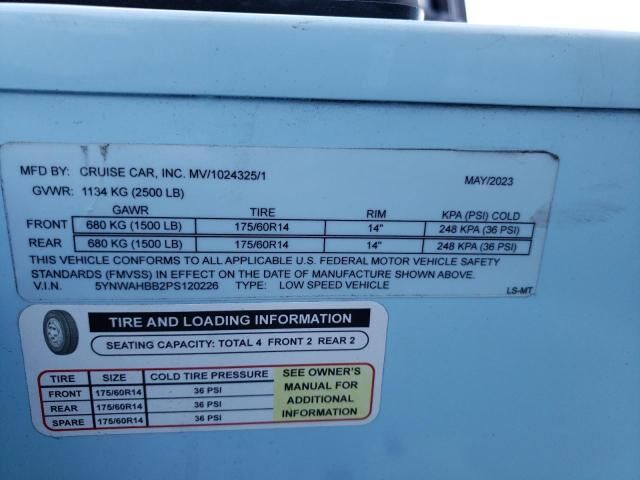 MFD BY: CRUISE CAR, INC. MV/1024325/1 MAY/2023
GVWR: 1134 KG (2500 LB)
GAWR TIRE RIM KPA (PSI) COLD
FRONT 680 KG (1500 LB) 175/60R14 14" 248 KPA (36 PSI)
REAR 680 KG (1500 LB) 175/60R14 14" 248 KPA (36 PSI)
THIS VEHICLE CONFORMS TO ALL APPLICABLE U.S. FEDERAL MOTOR VEHICLE SAFETY
STANDARDS (FMVSS) IN EFFECT ON THE DATE OF MANUFACTURE SHOWN ABOVE.
V.I.N. 5YNWAHBB2PS120226 TYPE: LOW SPEED VEHICLE LS-MT
TIRE AND LOADING INFORMATION
SEATING CAPACITY: TOTAL 4 FRONT 2 REAR 2
TIRE SIZE COLD TIRE PRESSURE
FRONT 175/60R14 36 PSI
REAR 175/60R14 36 PSI
SPARE 175/60R14 36 PSI
SEE OWNER'S
MANUAL FOR
ADDITIONAL
INFORMATION